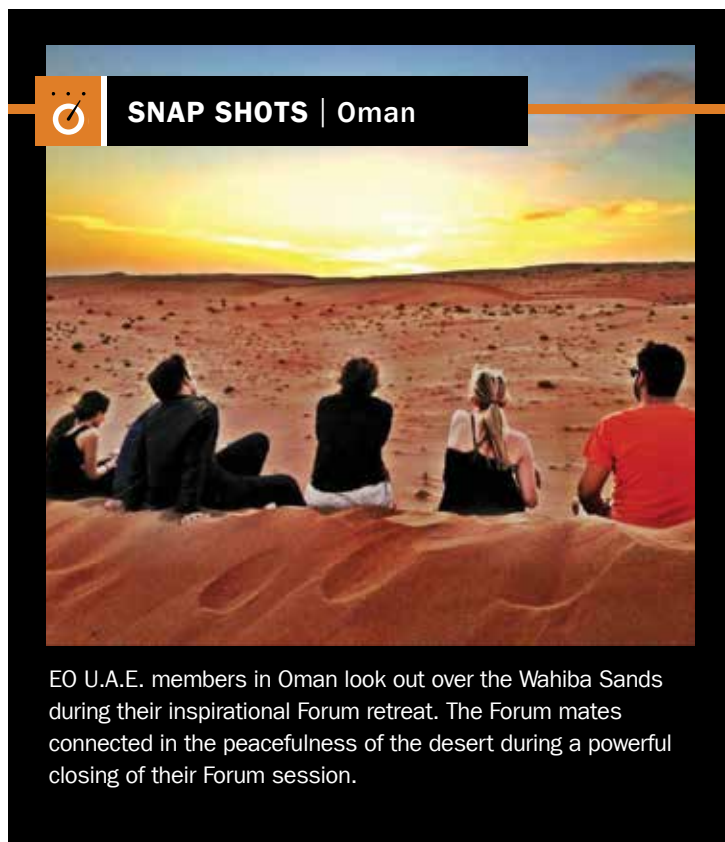 SNAP SHOTS | Oman
EO U.A.E. members in Oman look out over the Wahiba Sands
during their inspirational Forum retreat. The Forum mates
connected in the peacefulness of the desert during a powerful
closing of their Forum session.